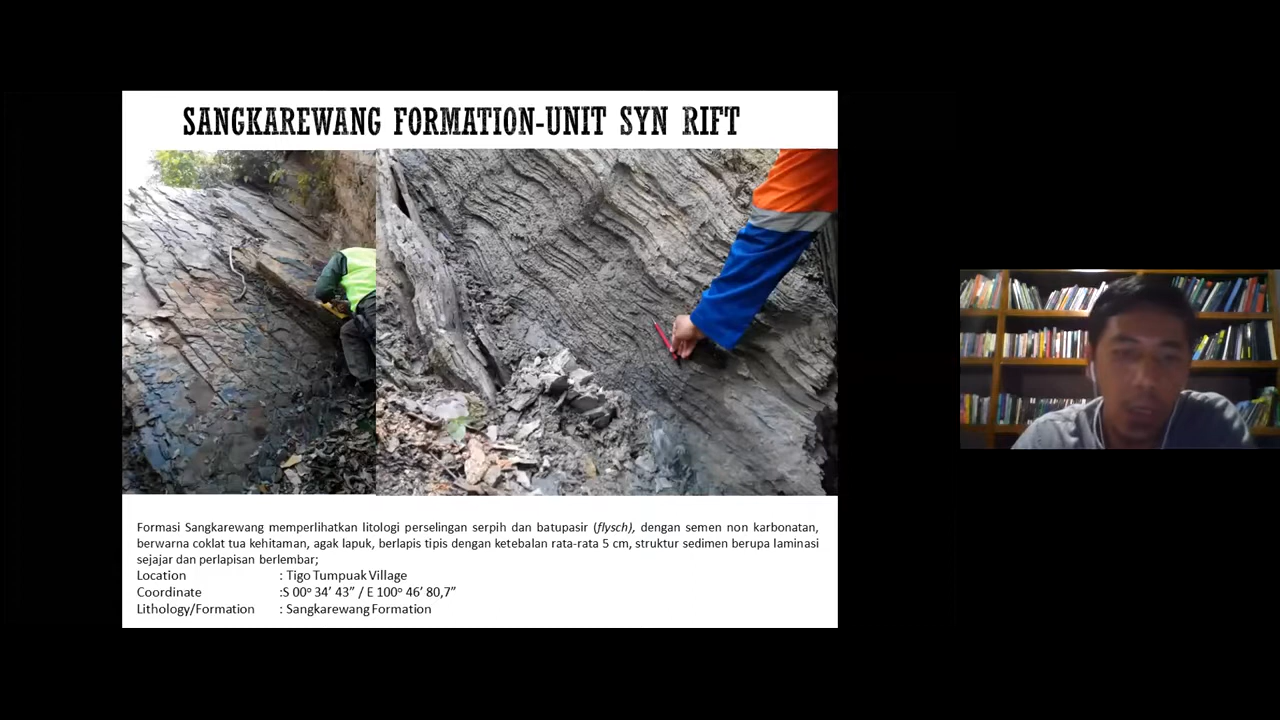 SANGKAREWANG FORMATION-UNIT SYN RIFT
Formasi Sangkarewang memperlihatkan litologi perselingan serpih dan batupasir (flysch), dengan semen non karbonatan,
berwarna coklat tua kehitaman, agak lapuk, berlapis tipis dengan ketebalan rata-rata 5 cm, struktur sedimen berupa laminasi
sejajar dan perlapisan berlembar;
Location : Tigo Tumpuak Village
Coordinate :S 00º 34’ 43” / E 100º 46’ 80,7”
Lithology/Formation : Sangkarewang Formation